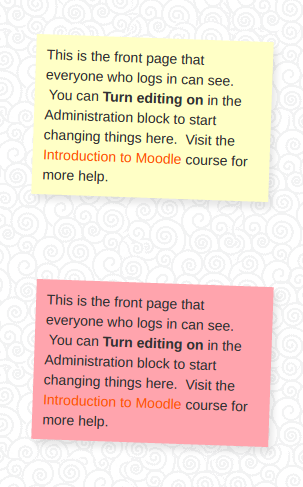 This is the front page that
everyone who logs in can see.
You can Turn editing on in the
Administration block to start
changing things here.  Visit the
Introduction to Moodle course for
more help.
This is the front page that
everyone who logs in can see.
You can Turn editing on in the
Administration block to start
changing things here.  Visit the
Introduction to Moodle course for
more help.